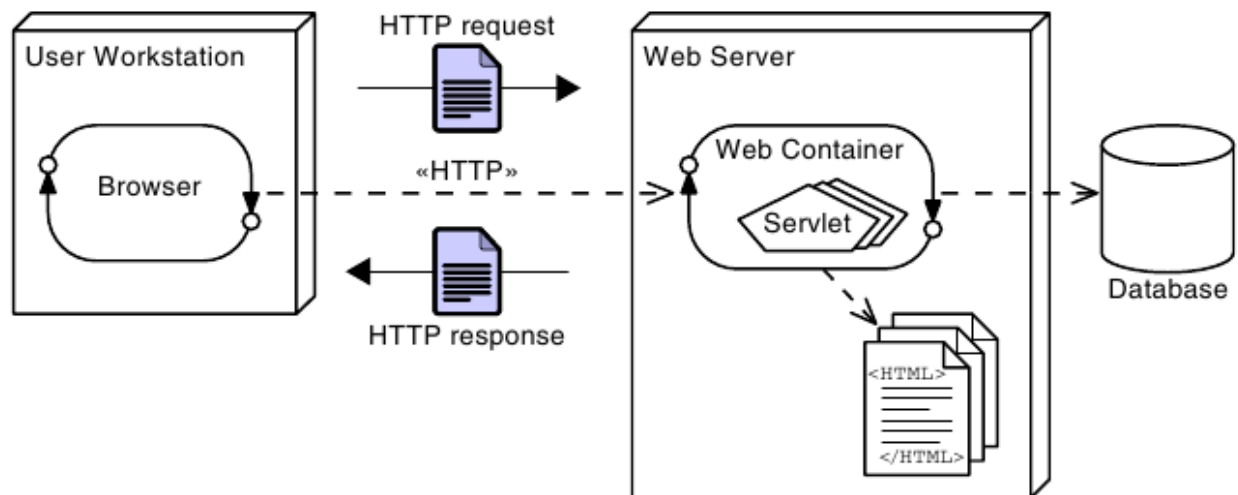 HTTP request
User Workstation
Web Server
Web Container
«HTTP»
Browser
Servlet
Database
HTTP response
<HTML>
</HTML>